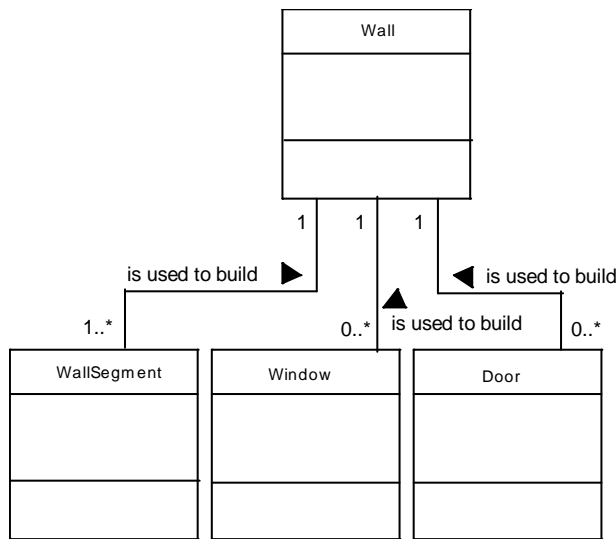 Wall
1 1 1
is used to build
is used to build
1..*
0..*
is used to build
0..*
WallSegment
Window
Door